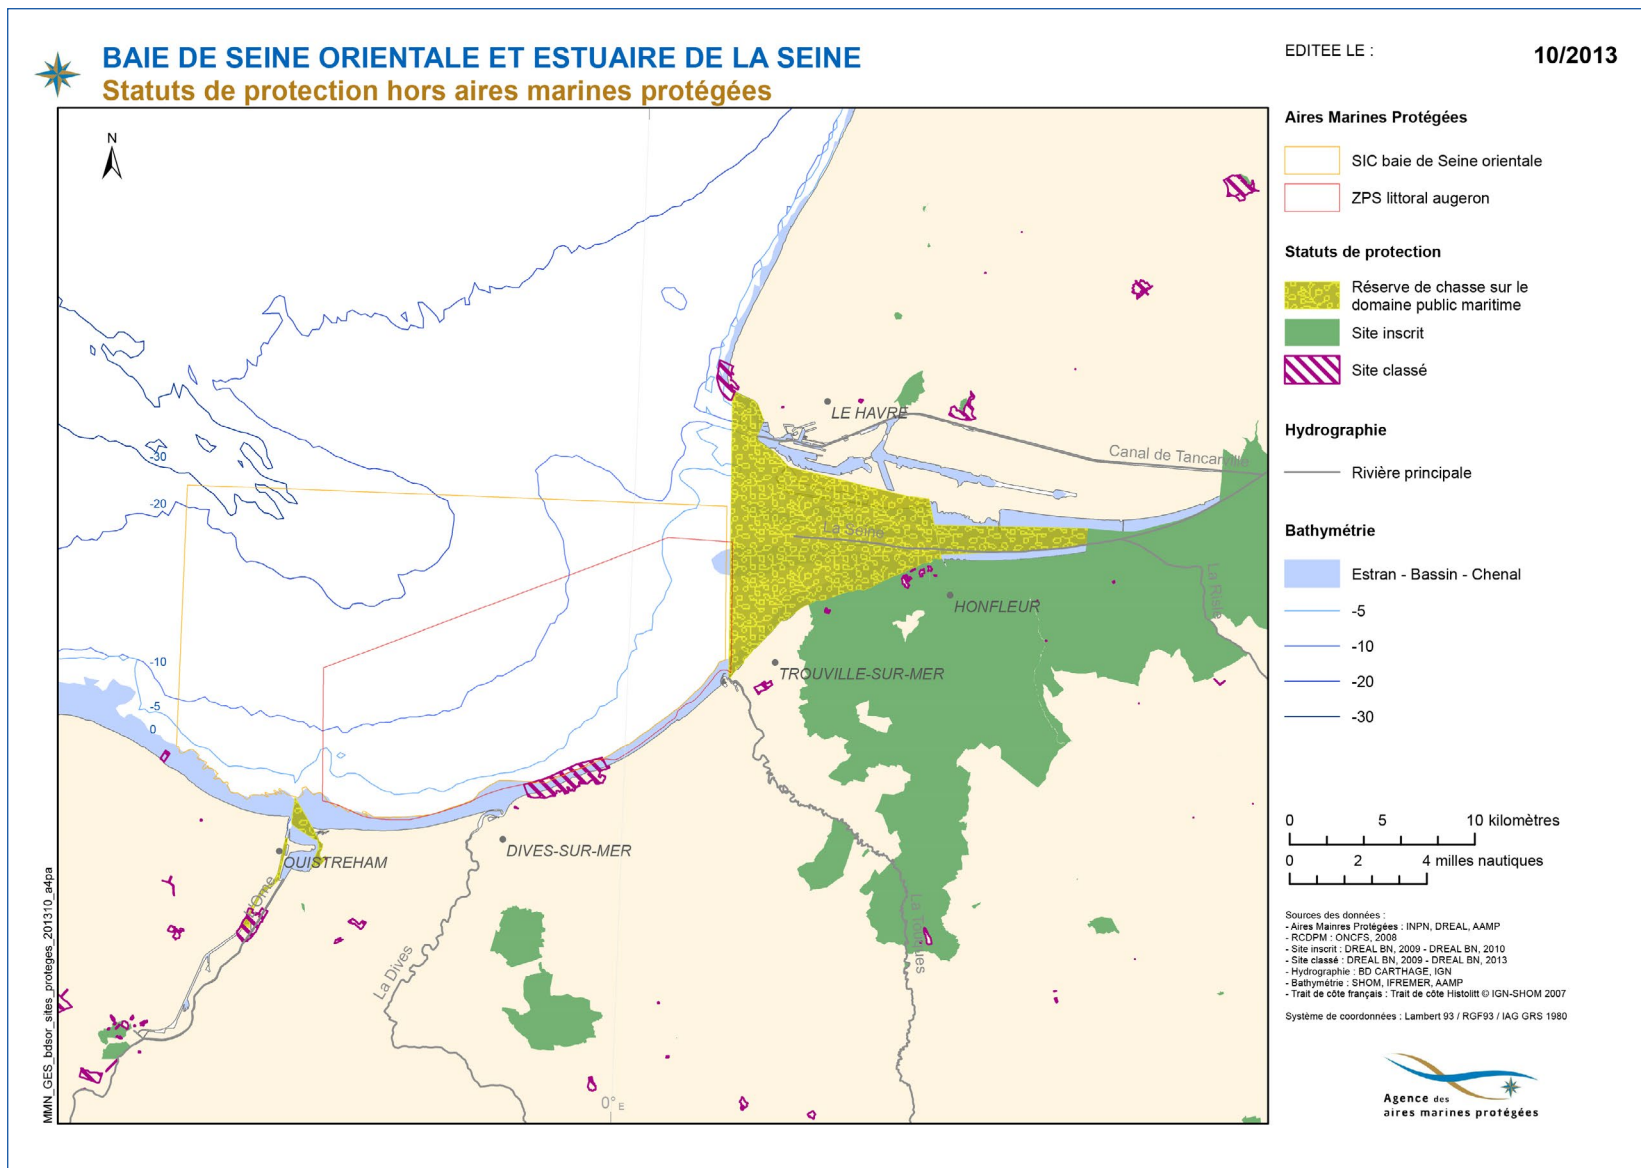 BAIE DE SEINE ORIENTALE ET ESTUAIRE DE LA SEINE
Statuts de protection hors aires marines protégées
EDITEE LE :
10/2013
N
LE HAVRE
Canal de Tancarville
La Seine
HONFLEUR
La Risle
TROUVILLE-SUR-MER
-30
-20
-10
-5
0
OUISTREHAM
DIVES-SUR-MER
L'Orne
La Dives
La Touques
0° E
MMN_GES_bdsor_sites_proteges_201310_a4pa
Aires Marines Protégées
SIC baie de Seine orientale
ZPS littoral augeron
Statuts de protection
Réserve de chasse sur le
domaine public maritime
Site inscrit
Site classé
Hydrographie
Rivière principale
Bathymétrie
Estran - Bassin - Chenal
-5
-10
-20
-30
0 5 10 kilomètres
0 2 4 milles nautiques
Sources des données :
- Aires Mainres Protégées : INPN, DREAL, AAMP
- RCDPM : ONCFS, 2008
- Site inscrit : DREAL BN, 2009 - DREAL BN, 2010
- Site classé : DREAL BN, 2009 - DREAL BN, 2013
- Hydrographie : BD CARTHAGE, IGN
- Bathymétrie : SHOM, IFREMER, AAMP
- Trait de côte français : Trait de côte Histolitt © IGN-SHOM 2007
Système de coordonnées : Lambert 93 / RGF93 / IAG GRS 1980
Agence des
aires marines protégées